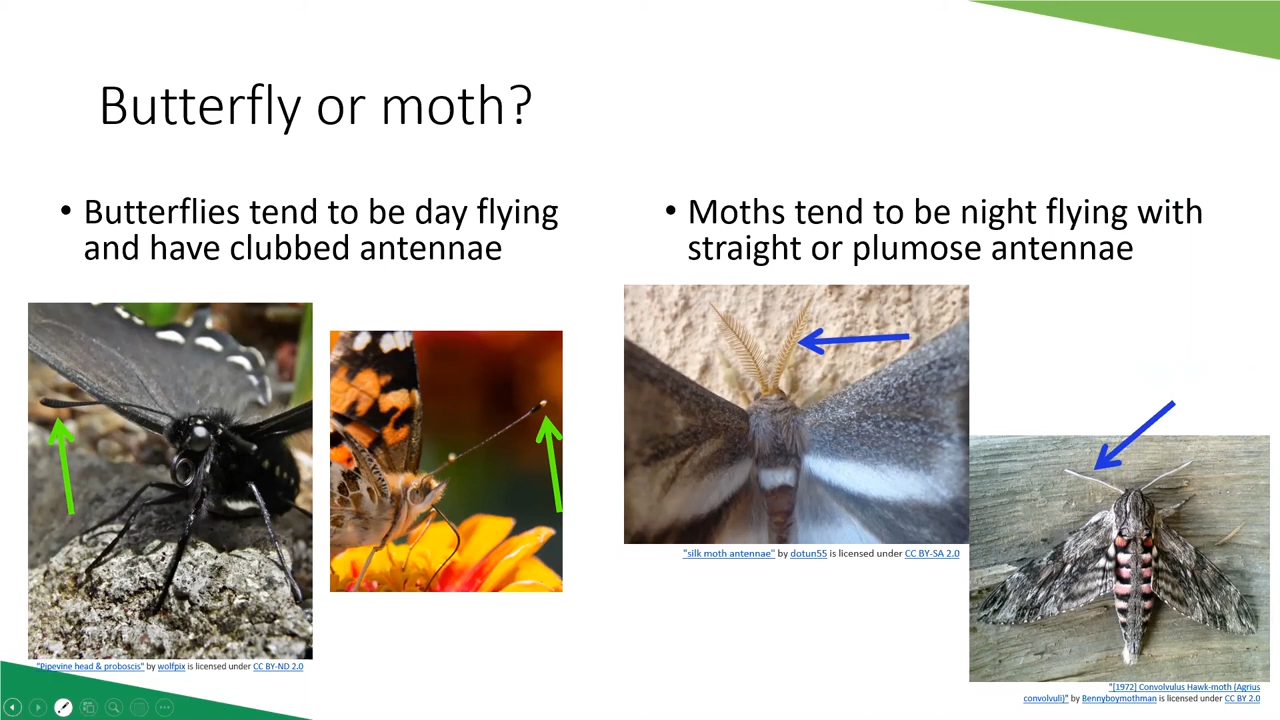 Butterfly or moth?
• Butterflies tend to be day flying
and have clubbed antennae
• Moths tend to be night flying with
straight or plumose antennae
"silk moth antennae" by dotun55 is licensed under CC BY-SA 2.0
"Pipevine head & proboscis" by wolfpix is licensed under CC BY-ND 2.0
"[1972] Convolvulus Hawk-moth (Agrius
convolvuli)" by Bennyboymothman is licensed under CC BY 2.0